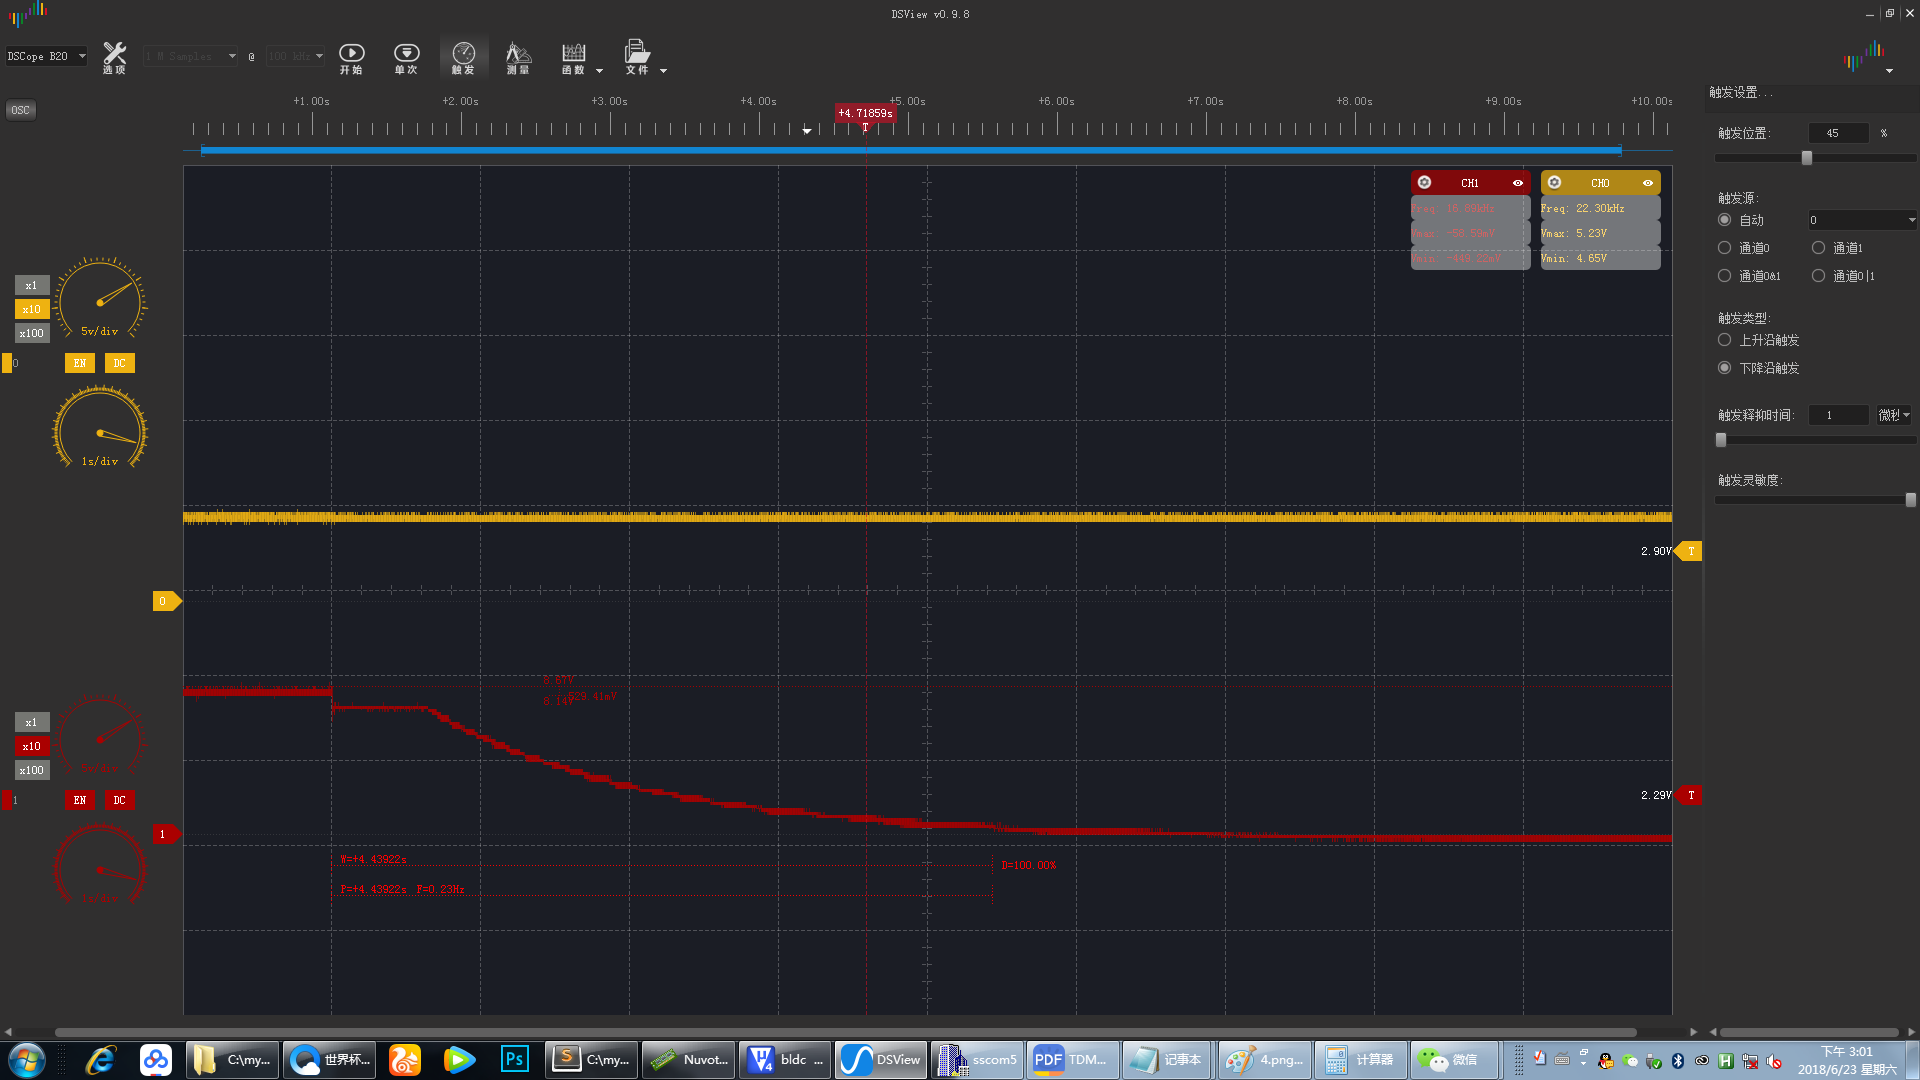 DSView v0.9.8
DSCope B20
选项
1 M Samples
@
100 kHz
开始
单次
触发
测量
函数
文件
OSC
+1.00s
+2.00s
+3.00s
+4.00s
+5.00s
+6.00s
+7.00s
+8.00s
+9.00s
+10.00s
+4.71859s
T
CH1
Freq: 16.69kHz
Vmax: -58.59mV
Vmin: -449.22mV
CH0
Freq: 22.30kHz
Vmax: 5.23V
Vmin: 4.65V
x1
x10
x100
5v/div
0
EN
DC
1s/div
2.90V
T
0
8.67V
529.41mV
8.14V
x1
x10
x100
5v/div
1
EN
DC
1s/div
2.29V
T
1
W=+4.43922s
D=100.00%
P=+4.43922s F=0.23Hz
触发设置...
触发位置:
45
%
触发源:
自动
0
通道0
通道1
通道0&1
通道0|1
触发类型:
上升沿触发
下降沿触发
触发释抑时间:
1
微秒
触发灵敏度:
C:\my...
世界杯...
Ps
C:\my...
Nuvot...
bldc ...
DSView
sscom5
PDF
TDM...
记事本
4.png...
计算器
微信
下午 3:01
2018/6/23 星期六